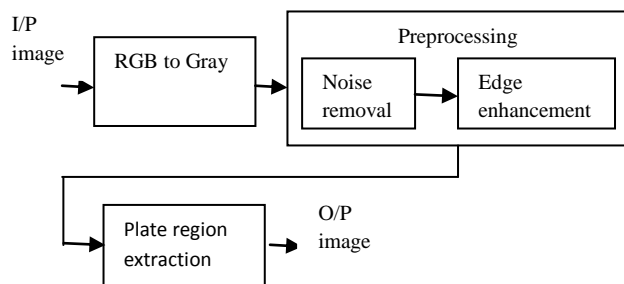 I/P
image
RGB to Gray
Preprocessing
Noise
removal
Edge
enhancement
Plate region
extraction
O/P
image